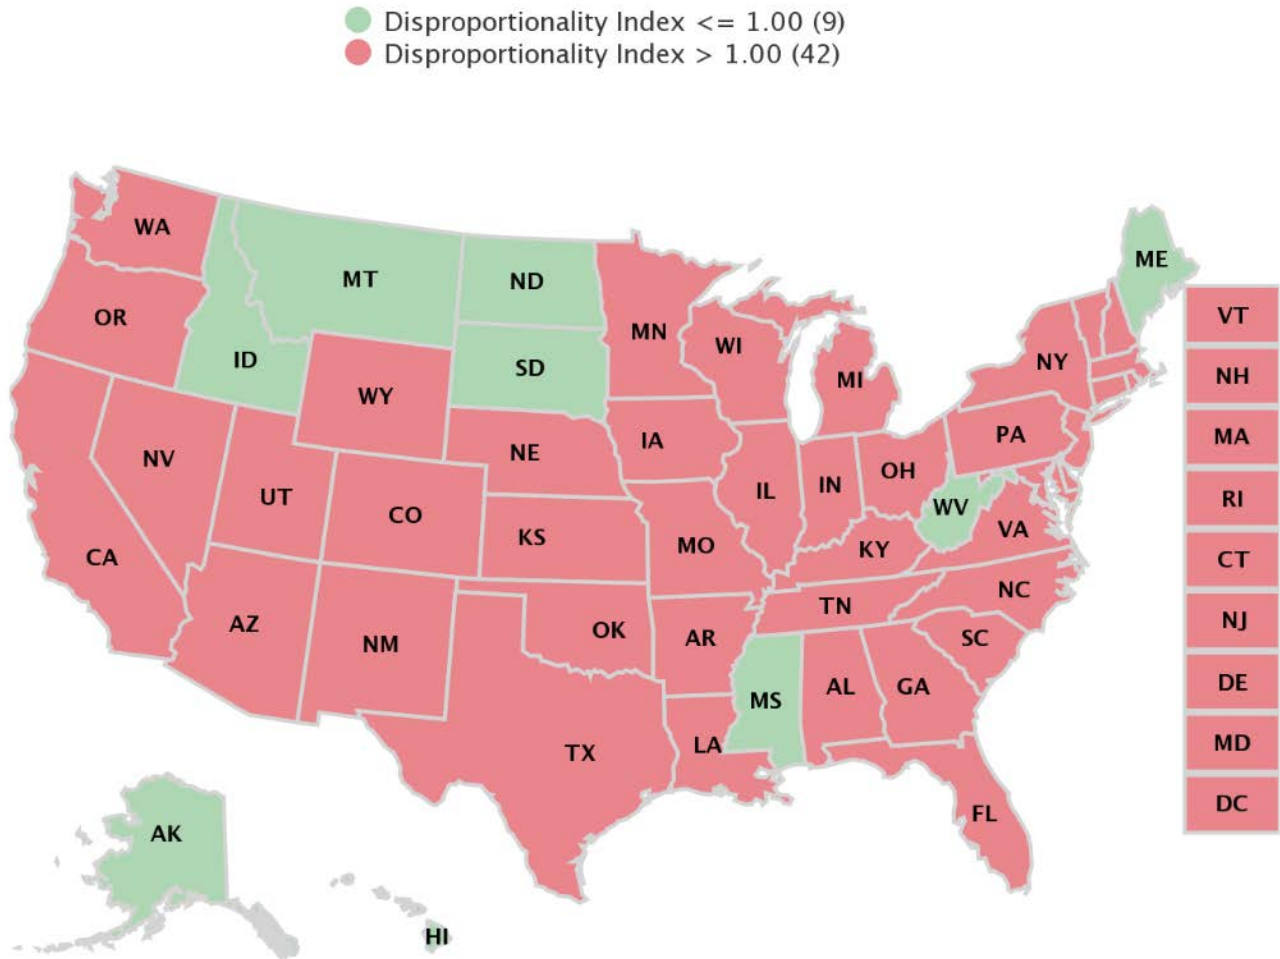 Disproportionality Index <= 1.00 (9)
Disproportionality Index > 1.00 (42)
WA
MT
ND
ME
OR
ID
SD
MN
WI
NY
VT
WY
MI
NH
NV
NE
IA
PA
MA
UT
CO
IL
IN
OH
RI
CA
KS
MO
KY
WV
VA
CT
AZ
NM
OK
AR
TN
NC
NJ
SC
MS
AL
GA
DE
TX
LA
MD
FL
DC
AK
HI